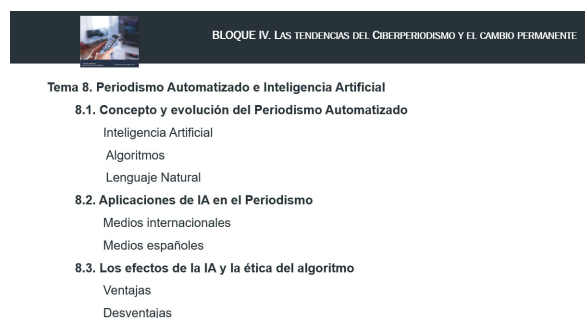 BLOQUE IV. LAS TENDENCIAS DEL CIBERPERIODISMO Y EL CAMBIO PERMANENTE
Tema 8. Periodismo Automatizado e Inteligencia Artificial
8.1. Concepto y evolución del Periodismo Automatizado
Inteligencia Artificial
Algoritmos
Lenguaje Natural
8.2. Aplicaciones de IA en el Periodismo
Medios internacionales
Medios españoles
8.3. Los efectos de la IA y la ética del algoritmo
Ventajas
Desventajas